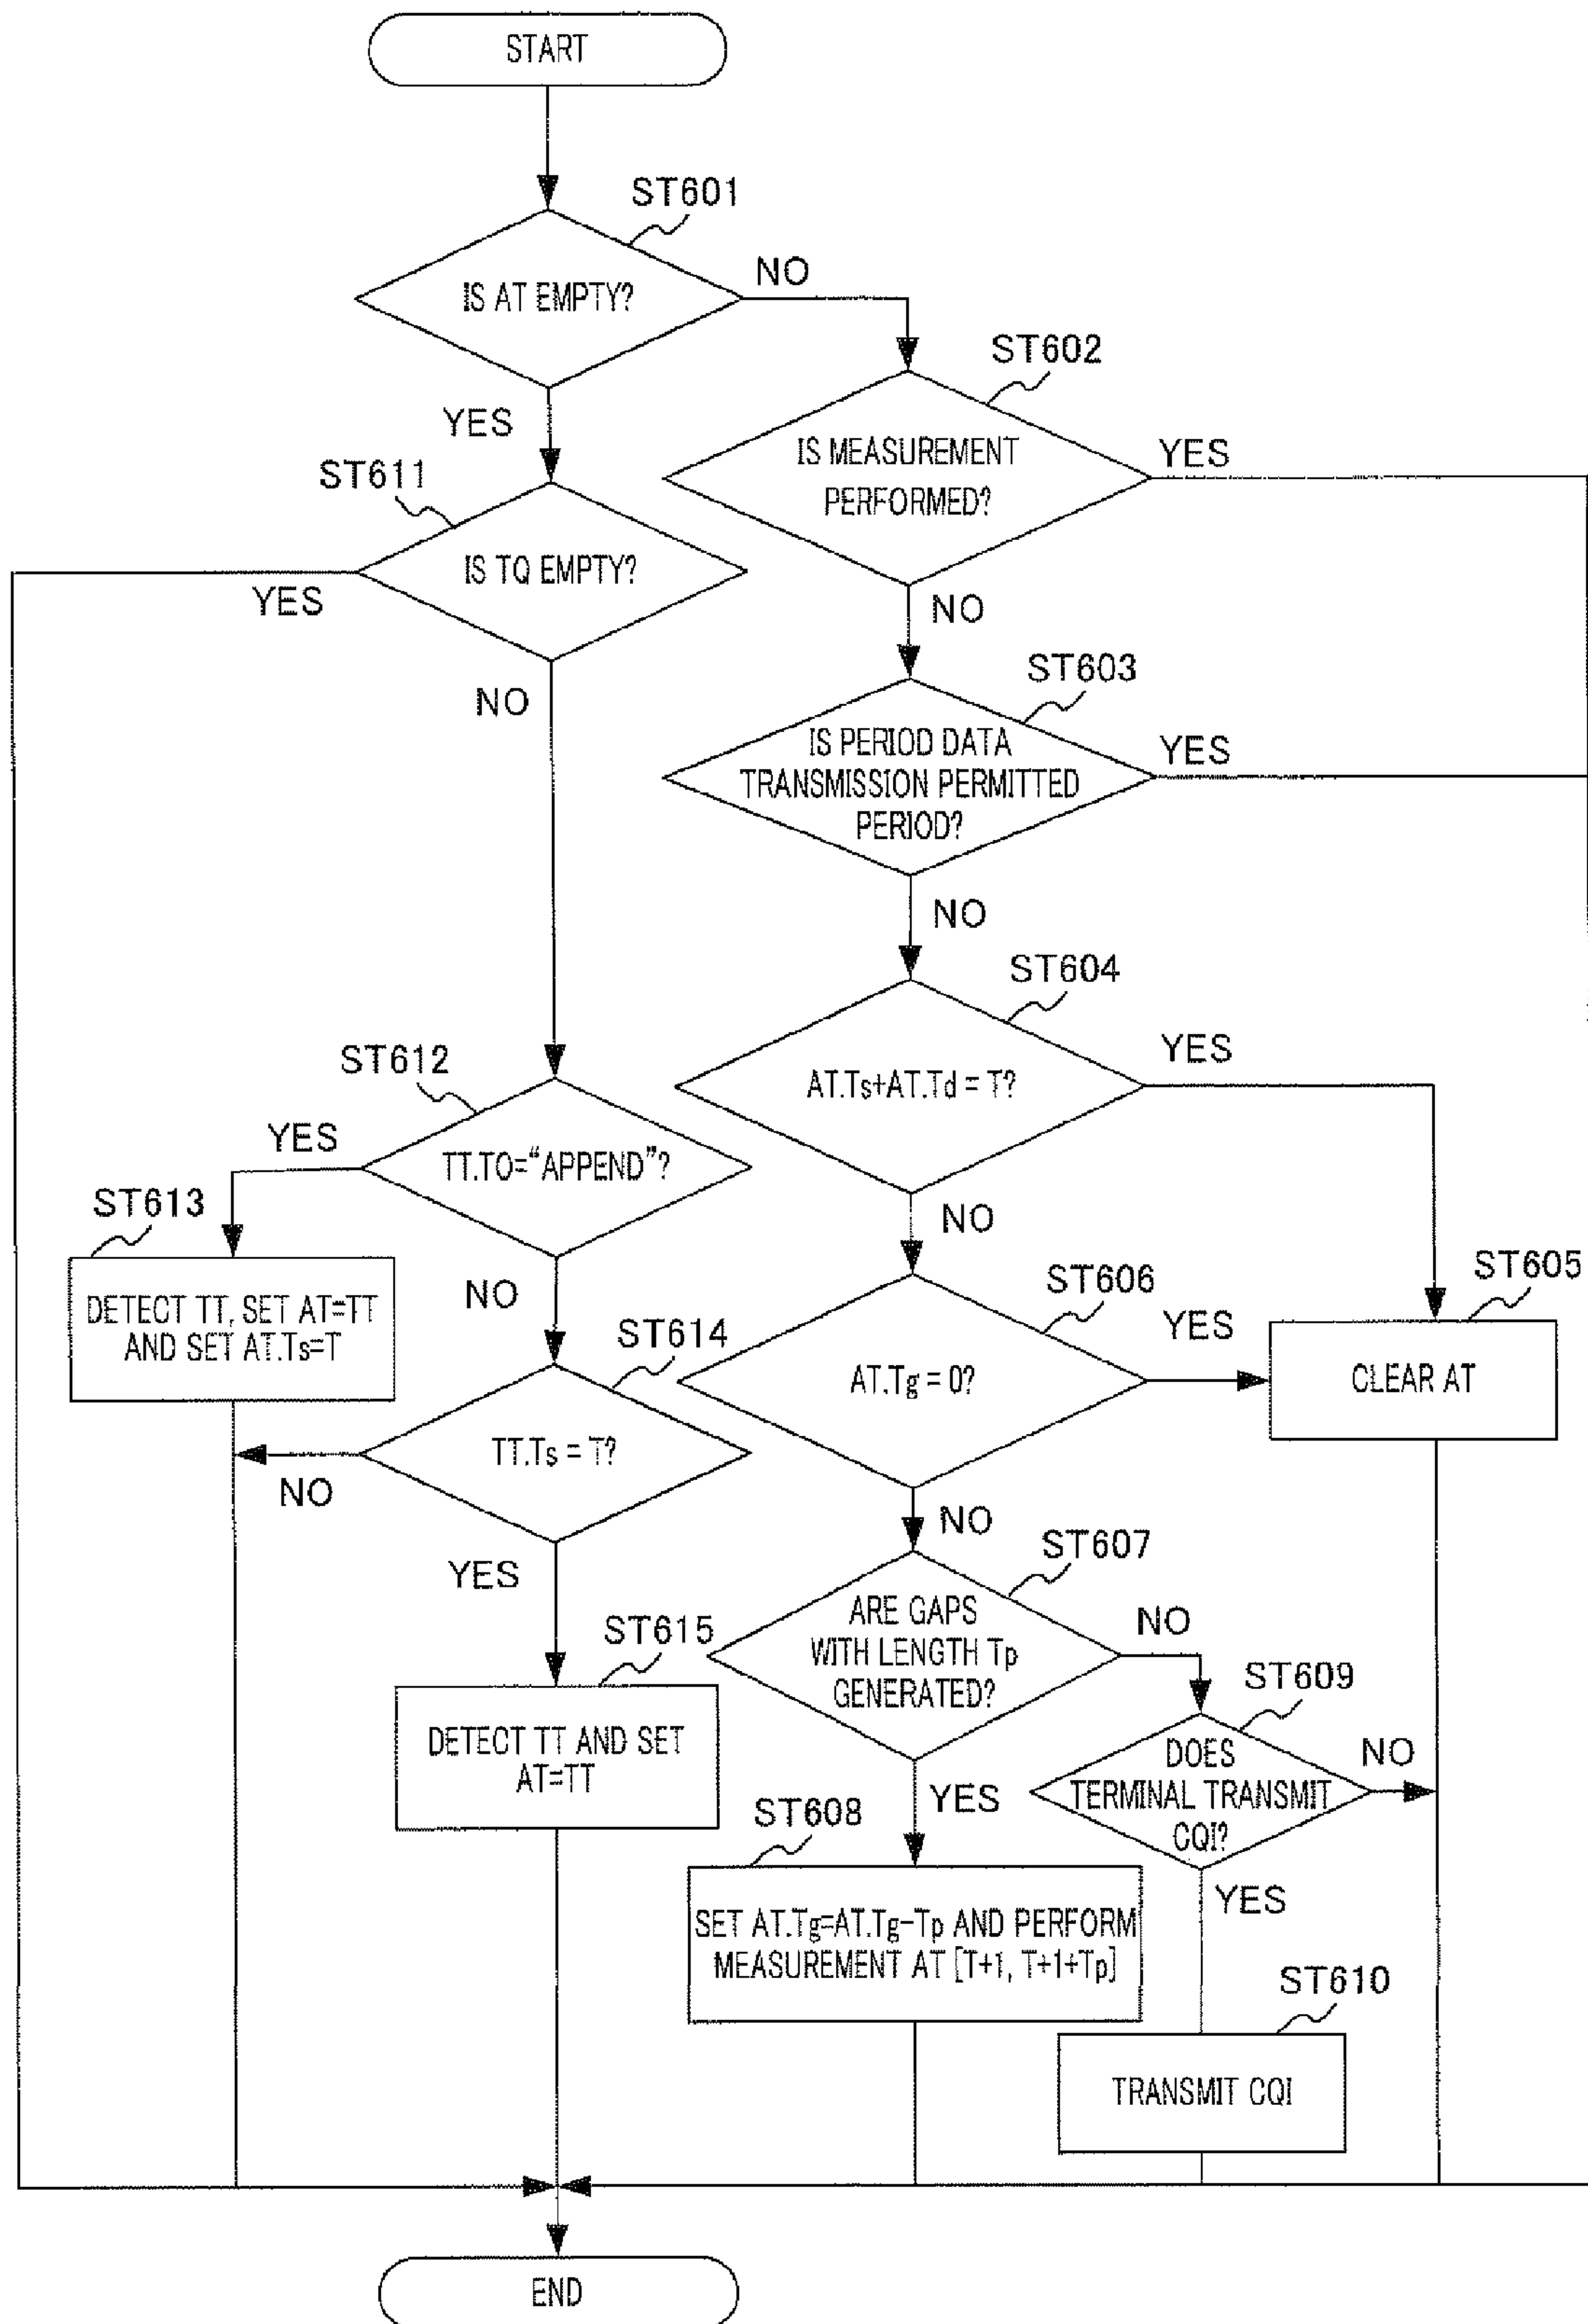 START
ST601
IS AT EMPTY?
NO
YES
ST602
IS MEASUREMENT
PERFORMED?
YES
NO
ST611
IS TQ EMPTY?
YES
NO
ST603
IS PERIOD DATA
TRANSMISSION PERMITTED
PERIOD?
YES
NO
ST604
AT.Ts+AT.Td = T?
YES
NO
ST612
TT.TO="APPEND"?
YES
NO
ST613
DETECT TT, SET AT=TT
AND SET AT.Ts=T
ST606
AT.Tg = 0?
YES
NO
ST605
CLEAR AT
ST614
TT.Ts = T?
NO
YES
ST607
ARE GAPS
WITH LENGTH Tp
GENERATED?
NO
YES
ST615
DETECT TT AND SET
AT=TT
ST609
DOES
TERMINAL TRANSMIT
CQI?
NO
YES
ST608
SET AT.Tg=AT.Tg-Tp AND PERFORM
MEASUREMENT AT [T+1, T+1+Tp]
ST610
TRANSMIT CQI
END